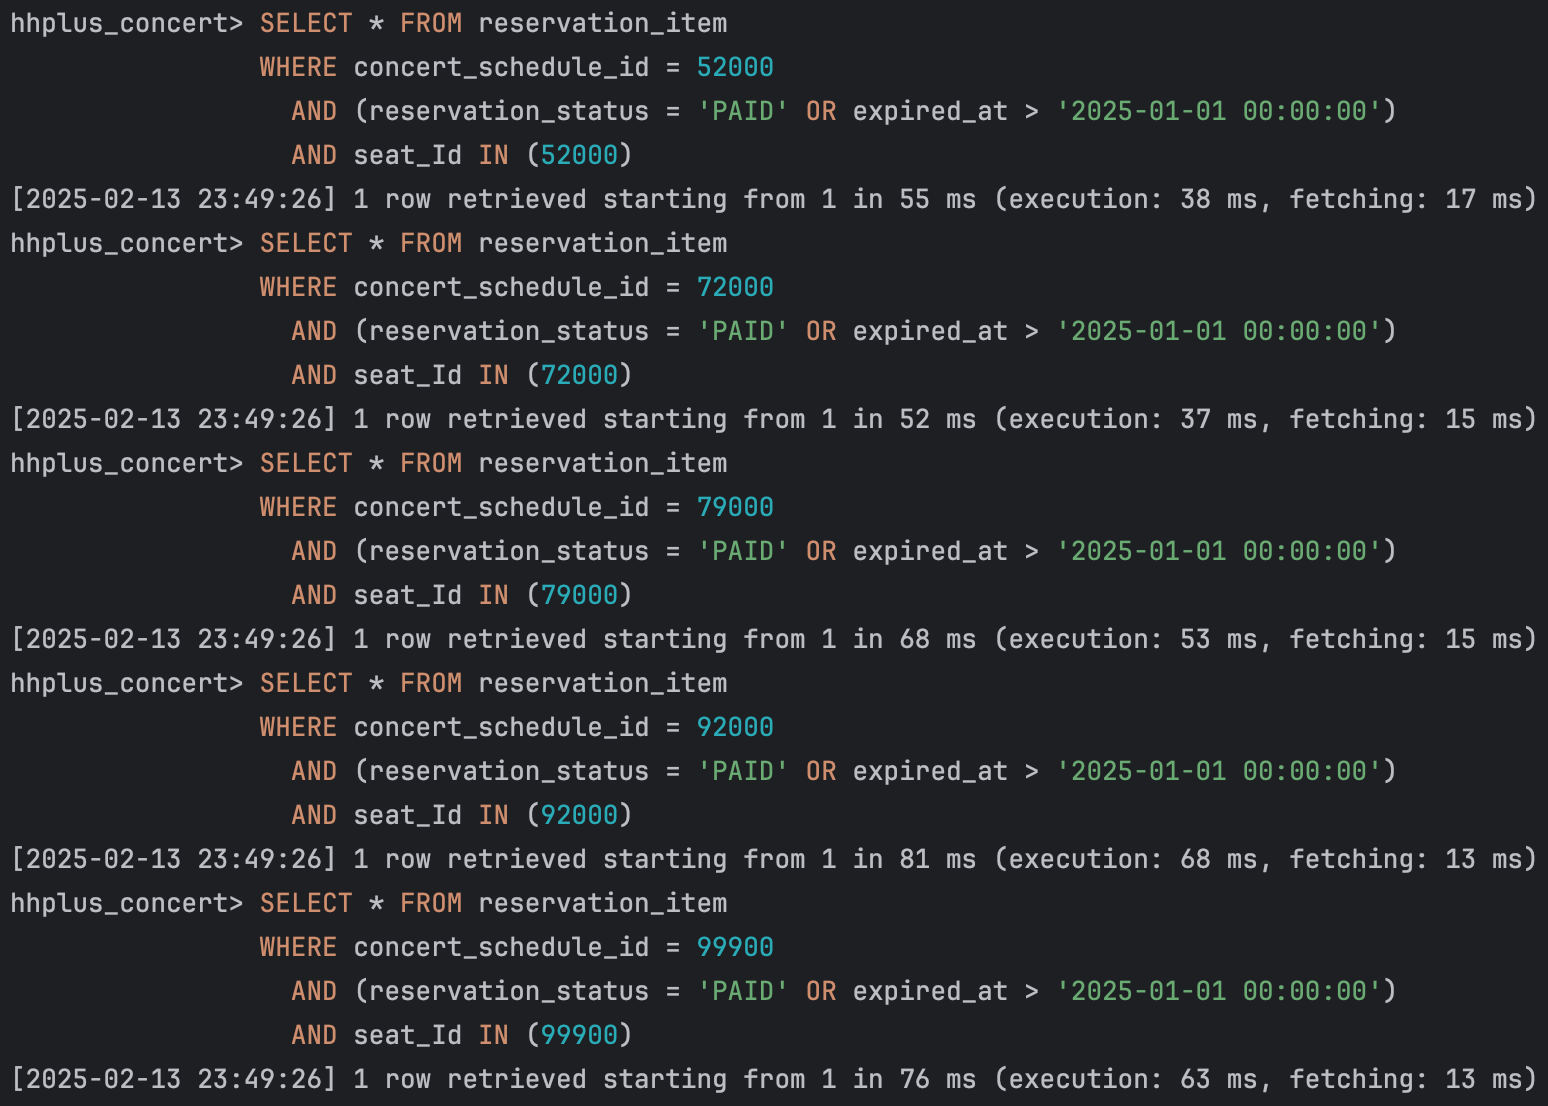 hhplus_concert> SELECT * FROM reservation_item
WHERE concert_schedule_id = 52000
AND (reservation_status = 'PAID' OR expired_at > '2025-01-01 00:00:00')
AND seat_Id IN (52000)
[2025-02-13 23:49:26] 1 row retrieved starting from 1 in 55 ms (execution: 38 ms, fetching: 17 ms)
hhplus_concert> SELECT * FROM reservation_item
WHERE concert_schedule_id = 72000
AND (reservation_status = 'PAID' OR expired_at > '2025-01-01 00:00:00')
AND seat_Id IN (72000)
[2025-02-13 23:49:26] 1 row retrieved starting from 1 in 52 ms (execution: 37 ms, fetching: 15 ms)
hhplus_concert> SELECT * FROM reservation_item
WHERE concert_schedule_id = 79000
AND (reservation_status = 'PAID' OR expired_at > '2025-01-01 00:00:00')
AND seat_Id IN (79000)
[2025-02-13 23:49:26] 1 row retrieved starting from 1 in 68 ms (execution: 53 ms, fetching: 15 ms)
hhplus_concert> SELECT * FROM reservation_item
WHERE concert_schedule_id = 92000
AND (reservation_status = 'PAID' OR expired_at > '2025-01-01 00:00:00')
AND seat_Id IN (92000)
[2025-02-13 23:49:26] 1 row retrieved starting from 1 in 81 ms (execution: 68 ms, fetching: 13 ms)
hhplus_concert> SELECT * FROM reservation_item
WHERE concert_schedule_id = 99900
AND (reservation_status = 'PAID' OR expired_at > '2025-01-01 00:00:00')
AND seat_Id IN (99900)
[2025-02-13 23:49:26] 1 row retrieved starting from 1 in 76 ms (execution: 63 ms, fetching: 13 ms)